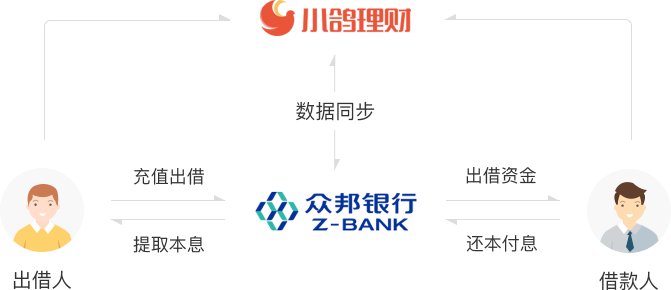 小鸽理财
数据同步
充值出借
出借资金
众邦银行
Z-BANK
提取本息
还本付息
出借人
借款人